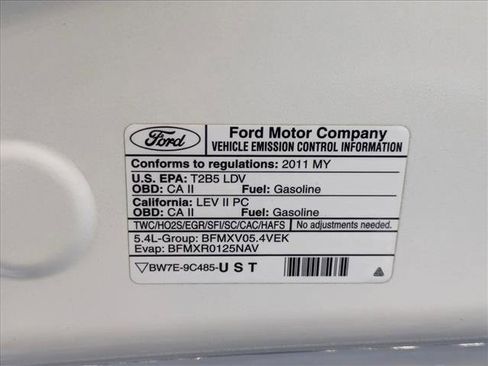 Ford
Ford Motor Company
VEHICLE EMISSION CONTROL INFORMATION
Conforms to regulations: 2011 MY
U.S. EPA: T2B5 LDV
OBD: CA II Fuel: Gasoline
California: LEV II PC
OBD: CA II Fuel: Gasoline
TWC/HO2S/EGR/SFI/SC/CAC/HAFS No adjustments needed.
5.4L-Group: BFMXV05.4VEK
Evap: BFMXR0125NAV
▽BW7E-9C485-U S T